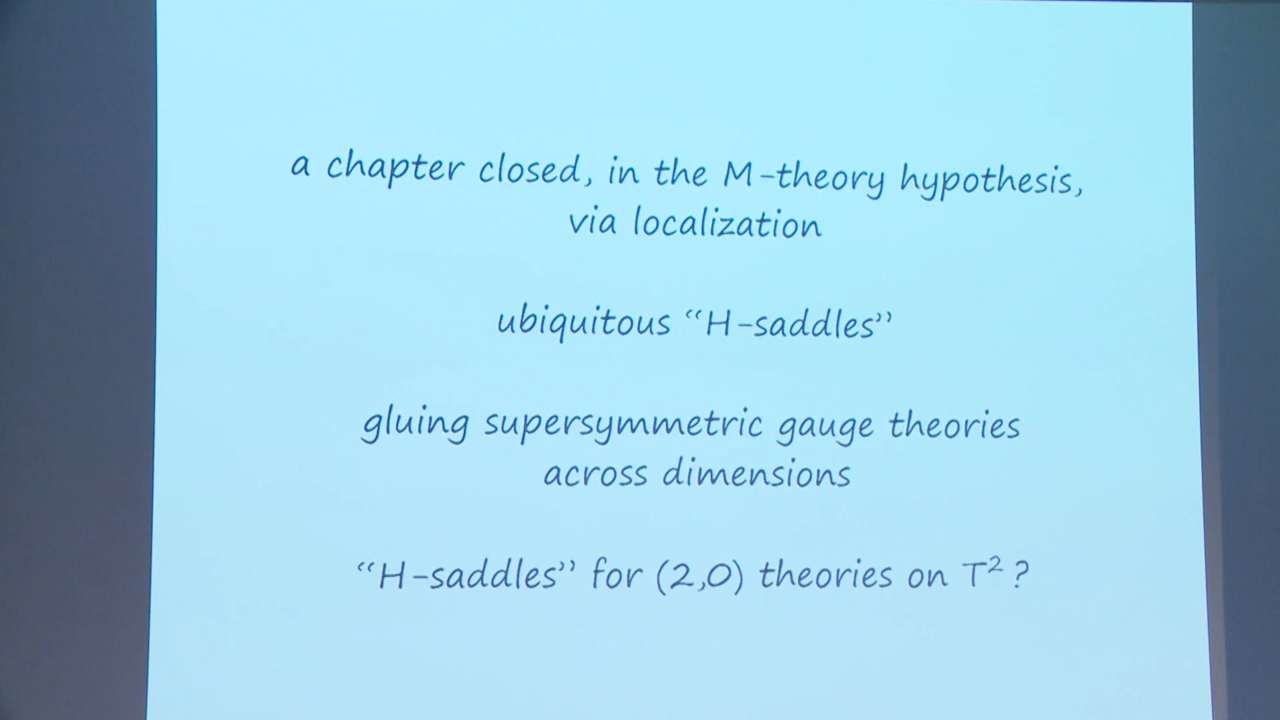 a chapter closed, in the M-theory hypothesis,
via localization
ubiquitous “H-saddles”
gluing supersymmetric gauge theories
across dimensions
“H-saddles” for (2,0) theories on T² ?